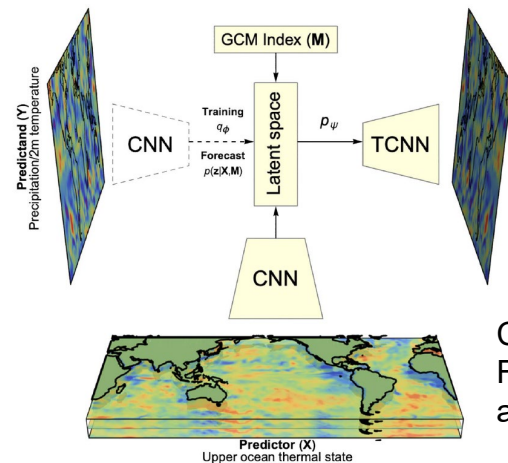 GCM Index (M)
Predictand (Y)
Precipitation/2m temperature
CNN
Training
qϕ
Forecast
p(z|X,M)
Latent space
pψ
TCNN
CNN
Predictor (X)
Upper ocean thermal state